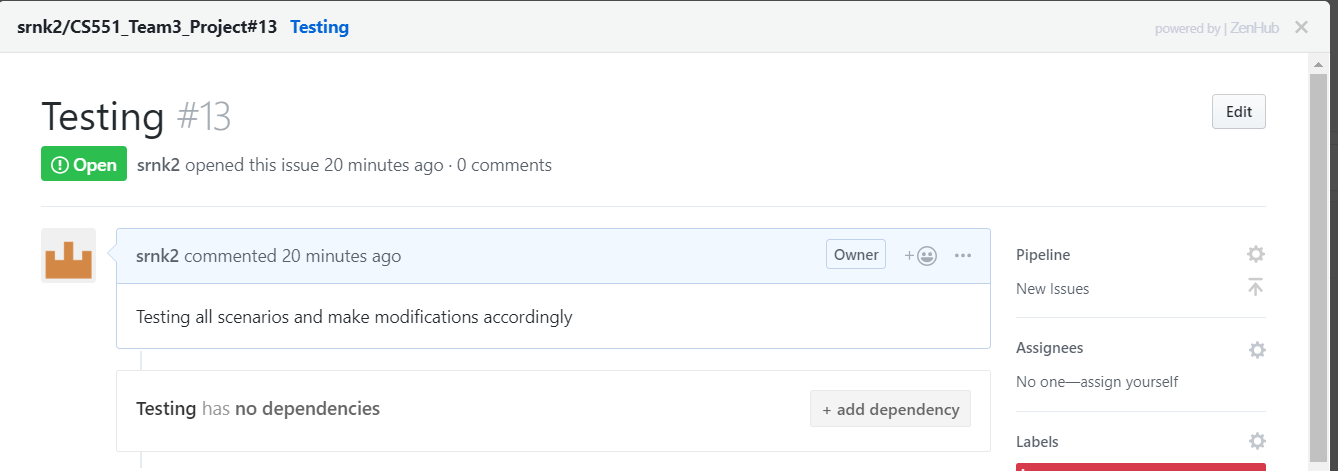 srnk2/CS551_Team3_Project#13 Testing
powered by | ZenHub
Testing #13
Edit
Open srnk2 opened this issue 20 minutes ago · 0 comments
srnk2 commented 20 minutes ago
Owner
Testing all scenarios and make modifications accordingly
Testing has no dependencies
+ add dependency
Pipeline
New Issues
Assignees
No one—assign yourself
Labels